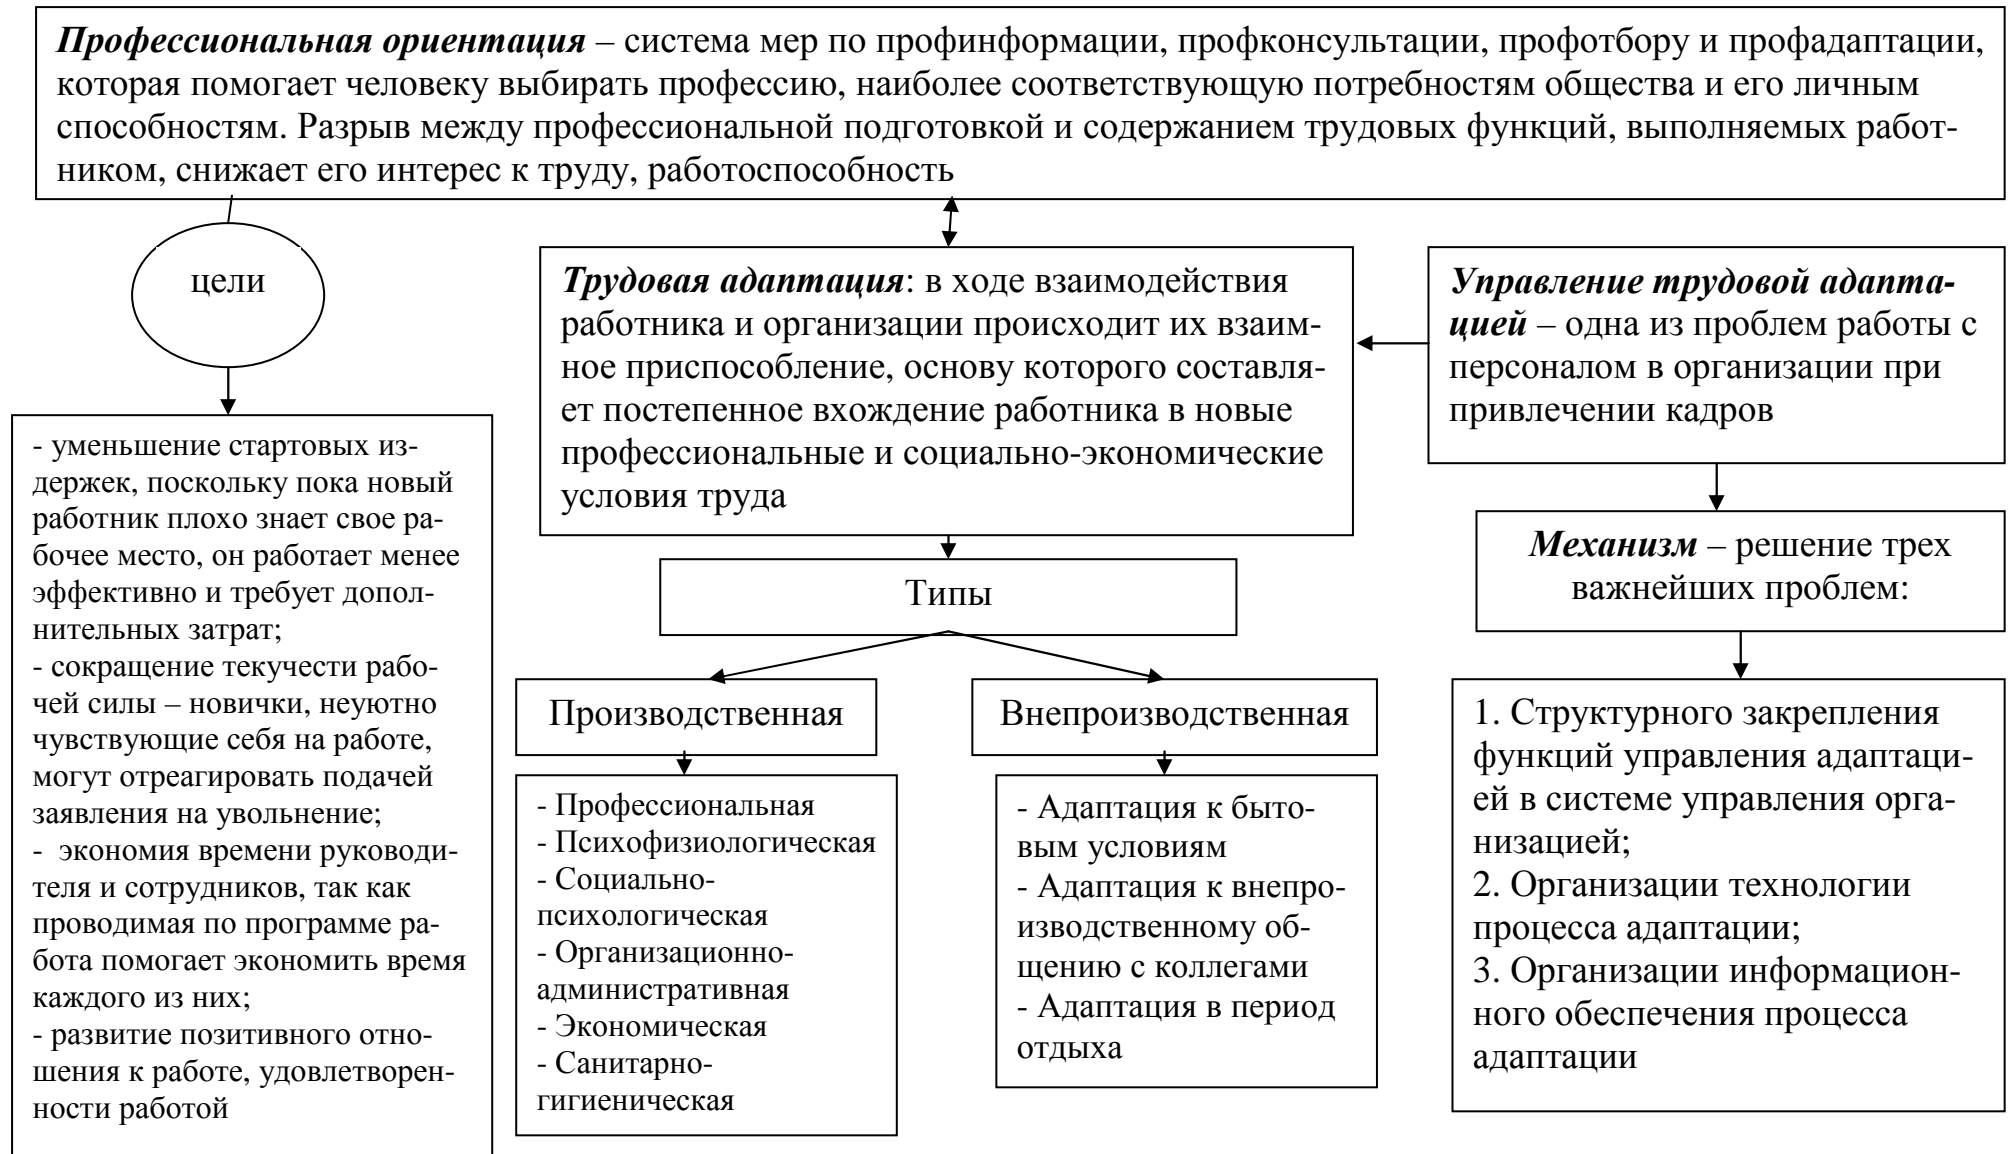 Профессиональная ориентация – система мер по профинформации, профконсультации, профотбору и профадаптации,
которая помогает человеку выбирать профессию, наиболее соответствующую потребностям общества и его личным
способностям. Разрыв между профессиональной подготовкой и содержанием трудовых функций, выполняемых работ-
ником, снижает его интерес к труду, работоспособность
цели
- уменьшение стартовых из-
держек, поскольку пока новый
работник плохо знает свое ра-
бочее место, он работает менее
эффективно и требует допол-
нительных затрат;
- сокращение текучести рабо-
чей силы – новички, неуютно
чувствующие себя на работе,
могут отреагировать подачей
заявления на увольнение;
- экономия времени руководи-
теля и сотрудников, так как
проводимая по программе ра-
бота помогает экономить время
каждого из них;
- развитие позитивного отно-
шения к работе, удовлетворен-
ности работой
Трудовая адаптация: в ходе взаимодействия
работника и организации происходит их взаим-
ное приспособление, основу которого составля-
ет постепенное вхождение работника в новые
профессиональные и социально-экономические
условия труда
Типы
Производственная
- Профессиональная
- Психофизиологическая
- Социально-
психологическая
- Организационно-
административная
- Экономическая
- Санитарно-
гигиеническая
Внепроизводственная
- Адаптация к быто-
вым условиям
- Адаптация к внепро-
изводственному об-
щению с коллегами
- Адаптация в период
отдыха
Управление трудовой адапта-
цией – одна из проблем работы с
персоналом в организации при
привлечении кадров
Механизм – решение трех
важнейших проблем:
1. Структурного закрепления
функций управления адаптаци-
ей в системе управления орга-
низацией;
2. Организации технологии
процесса адаптации;
3. Организации информацион-
ного обеспечения процесса
адаптации